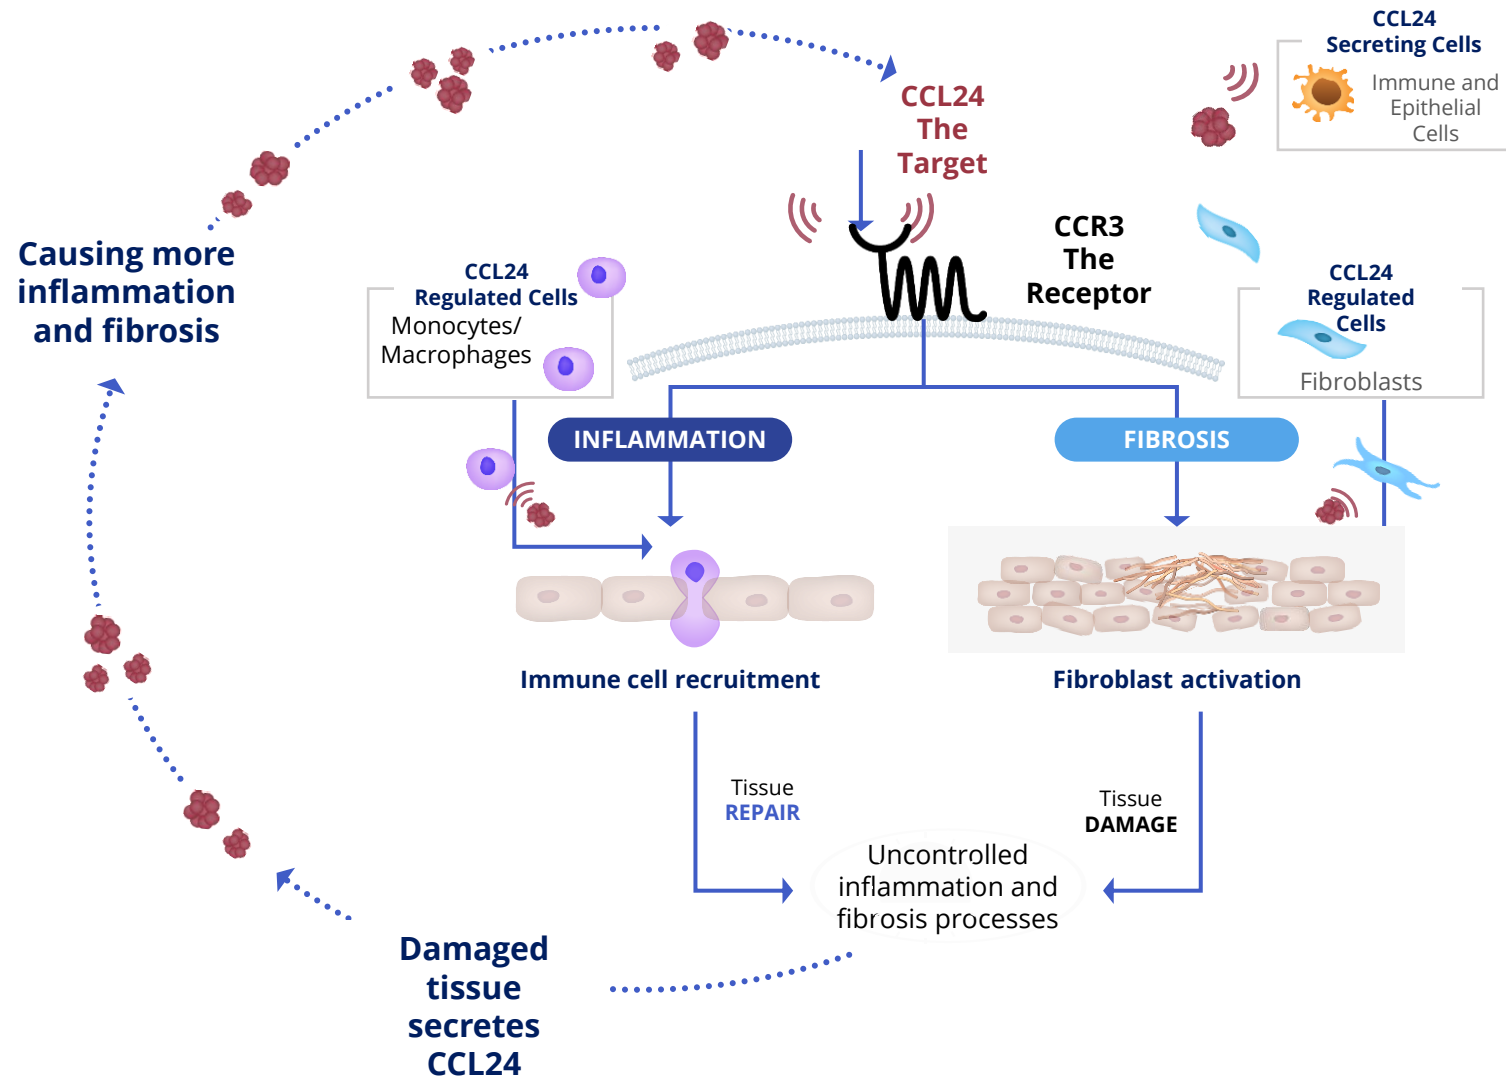 CCL24
Secreting Cells
Immune and
Epithelial
Cells
CCL24
The
Target
CCR3
The
Receptor
Causing more
inflammation
and fibrosis
CCL24
Regulated Cells
Monocytes/
Macrophages
CCL24
Regulated
Cells
Fibroblasts
INFLAMMATION
FIBROSIS
Immune cell recruitment
Fibroblast activation
Tissue
REPAIR
Tissue
DAMAGE
Uncontrolled
inflammation and
fibrosis processes
Damaged
tissue
secretes
CCL24